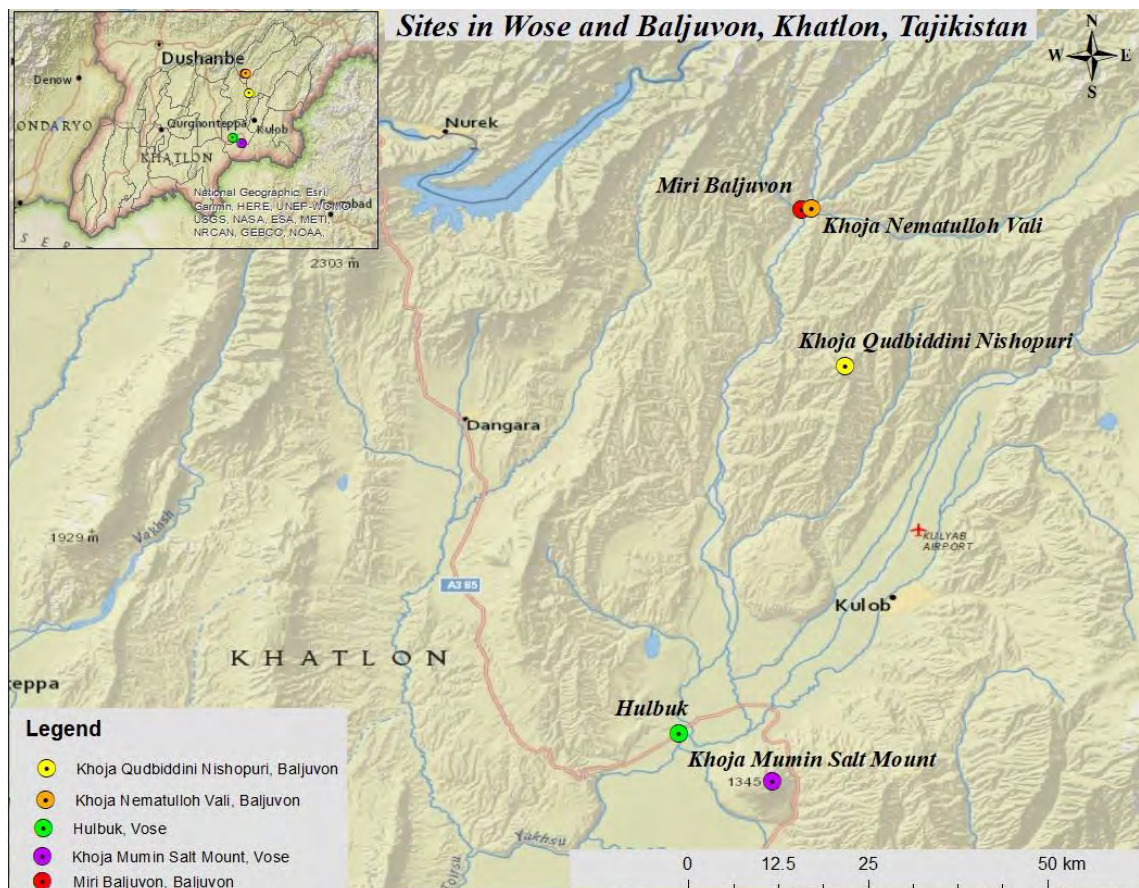 Sites in Wose and Baljuvon, Khatlon, Tajikistan
N
W E
S
Dushanbe
Denow
Qurghonteppa
Kulob
KHATLON
National Geographic, Esri,
Garmin, HERE, UNEP-WCMC,
USGS, NASA, ESA, METI,
NRCAN, GEBCO, NOAA,
Nurek
Miri Baljuvon
Khoja Nematulloh Vali
2303 m
Khoja Qudbiddini Nishopuri
Dangara
1929 m
Vakhsh
KULYAB
AIRPORT
A385
Kulob
KHATLON
teppa
Hulbuk
Khoja Mumin Salt Mount
1345
Yakhsu
Legend
Khoja Qudbiddini Nishopuri, Baljuvon
Khoja Nematulloh Vali, Baljuvon
Hulbuk, Vose
Khoja Mumin Salt Mount, Vose
Miri Baljuvon, Baljuvon
0 12.5 25 50 km